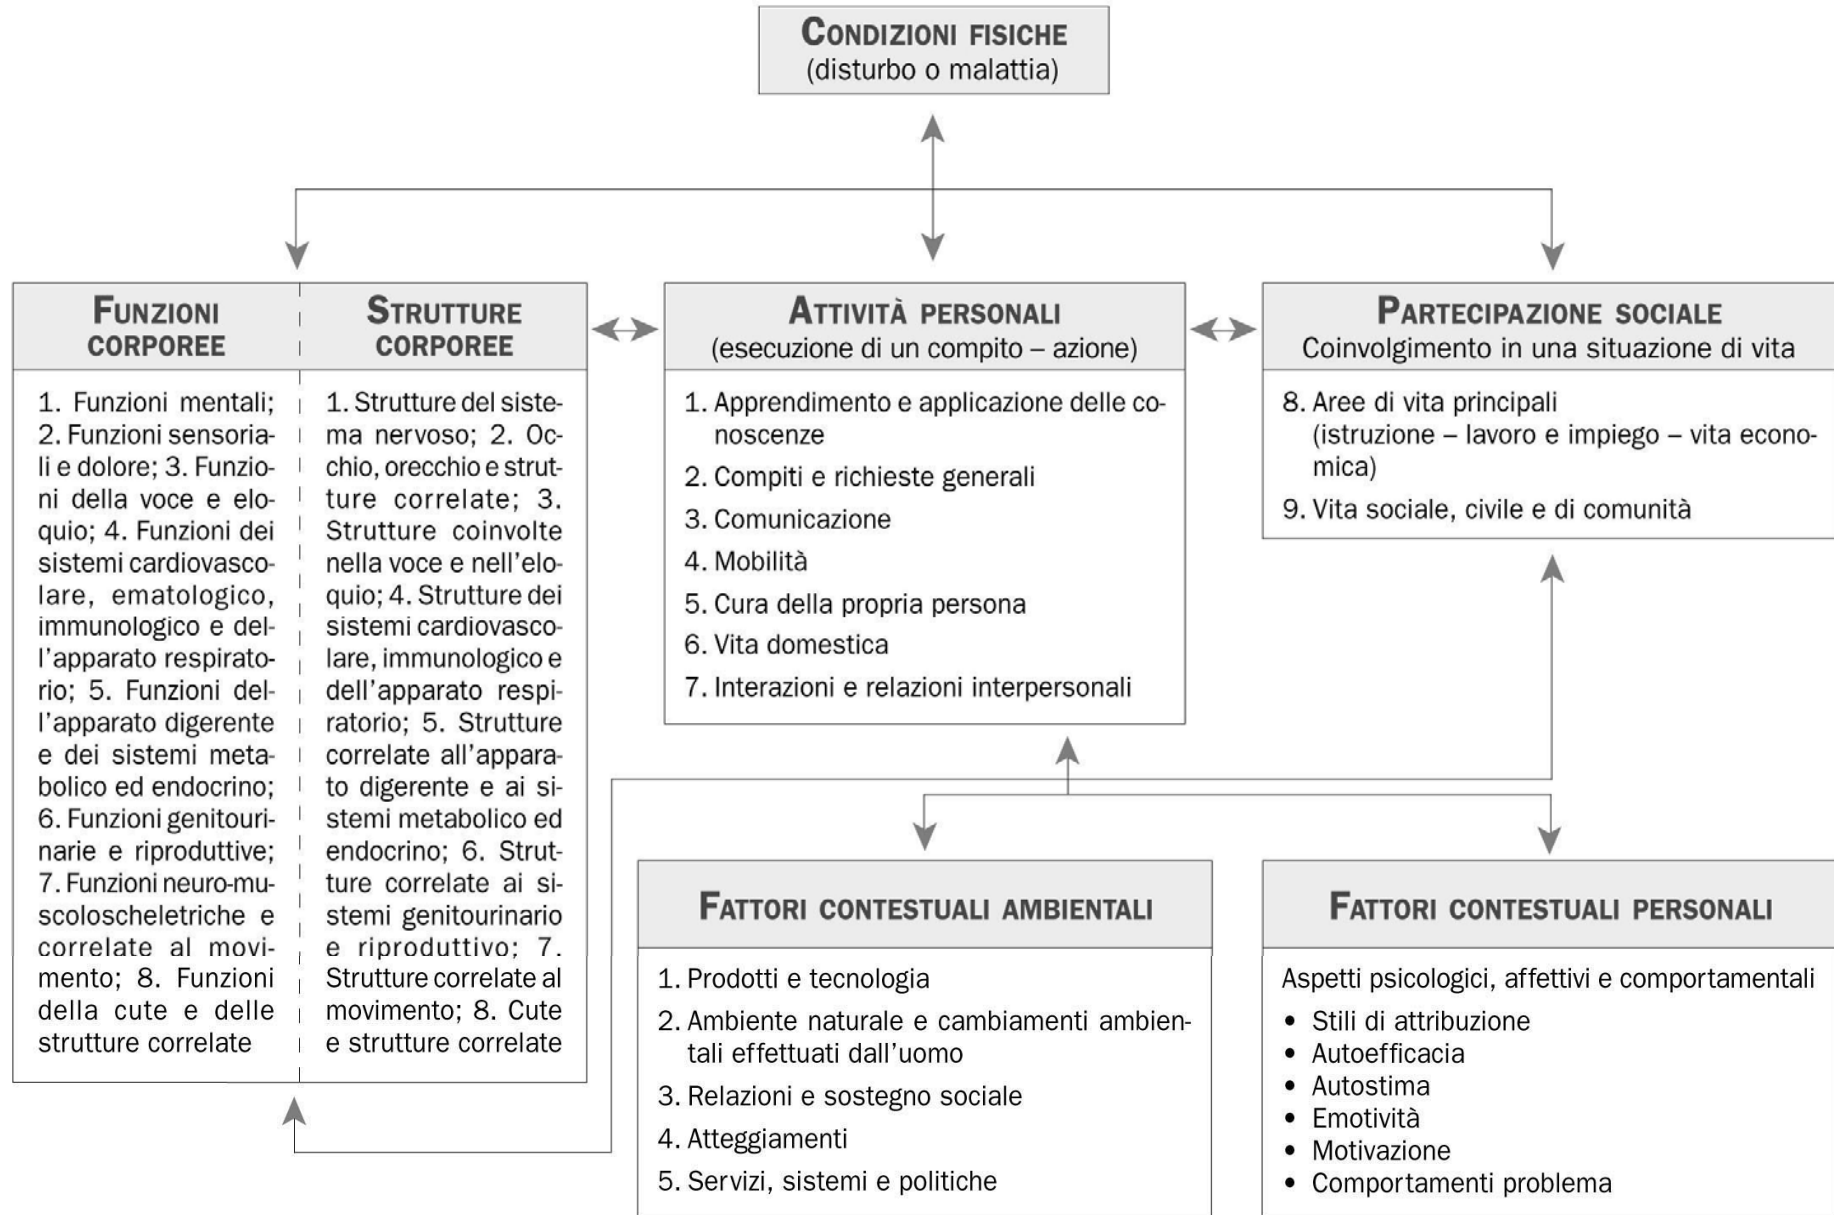 CONDIZIONI FISICHE
(disturbo o malattia)
FUNZIONI
CORPOREE
1. Funzioni mentali;
2. Funzioni sensoria-
li e dolore; 3. Funzio-
ni della voce e elo-
quio; 4. Funzioni dei
sistemi cardiovasco-
lare, ematologico,
immunologico e del-
l'apparato respirato-
rio; 5. Funzioni del-
l'apparato digerente
e dei sistemi meta-
bolico ed endocrino;
6. Funzioni genitouri-
narie e riproduttive;
7. Funzioni neuro-mu-
scoloscheletriche e
correlate al movi-
mento; 8. Funzioni
della cute e delle
strutture correlate
STRUTTURE
CORPOREE
1. Strutture del siste-
ma nervoso; 2. Oc-
chio, orecchio e strut-
ture correlate; 3.
Strutture coinvolte
nella voce e nell'elo-
quio; 4. Strutture dei
sistemi cardiovasco-
lare, immunologico e
dell'apparato respi-
ratorio; 5. Strutture
correlate all'appara-
to digerente e ai si-
stemi metabolico ed
endocrino; 6. Strut-
ture correlate ai si-
stemi genitourinario
e riproduttivo; 7.
Strutture correlate al
movimento; 8. Cute
e strutture correlate
ATTIVITÀ PERSONALI
(esecuzione di un compito – azione)
1. Apprendimento e applicazione delle co-
noscenze
2. Compiti e richieste generali
3. Comunicazione
4. Mobilità
5. Cura della propria persona
6. Vita domestica
7. Interazioni e relazioni interpersonali
PARTECIPAZIONE SOCIALE
Coinvolgimento in una situazione di vita
8. Aree di vita principali
(istruzione – lavoro e impiego – vita econo-
mica)
9. Vita sociale, civile e di comunità
FATTORI CONTESTUALI AMBIENTALI
1. Prodotti e tecnologia
2. Ambiente naturale e cambiamenti ambien-
tali effettuati dall'uomo
3. Relazioni e sostegno sociale
4. Atteggiamenti
5. Servizi, sistemi e politiche
FATTORI CONTESTUALI PERSONALI
Aspetti psicologici, affettivi e comportamentali
• Stili di attribuzione
• Autoefficacia
• Autostima
• Emotività
• Motivazione
• Comportamenti problema